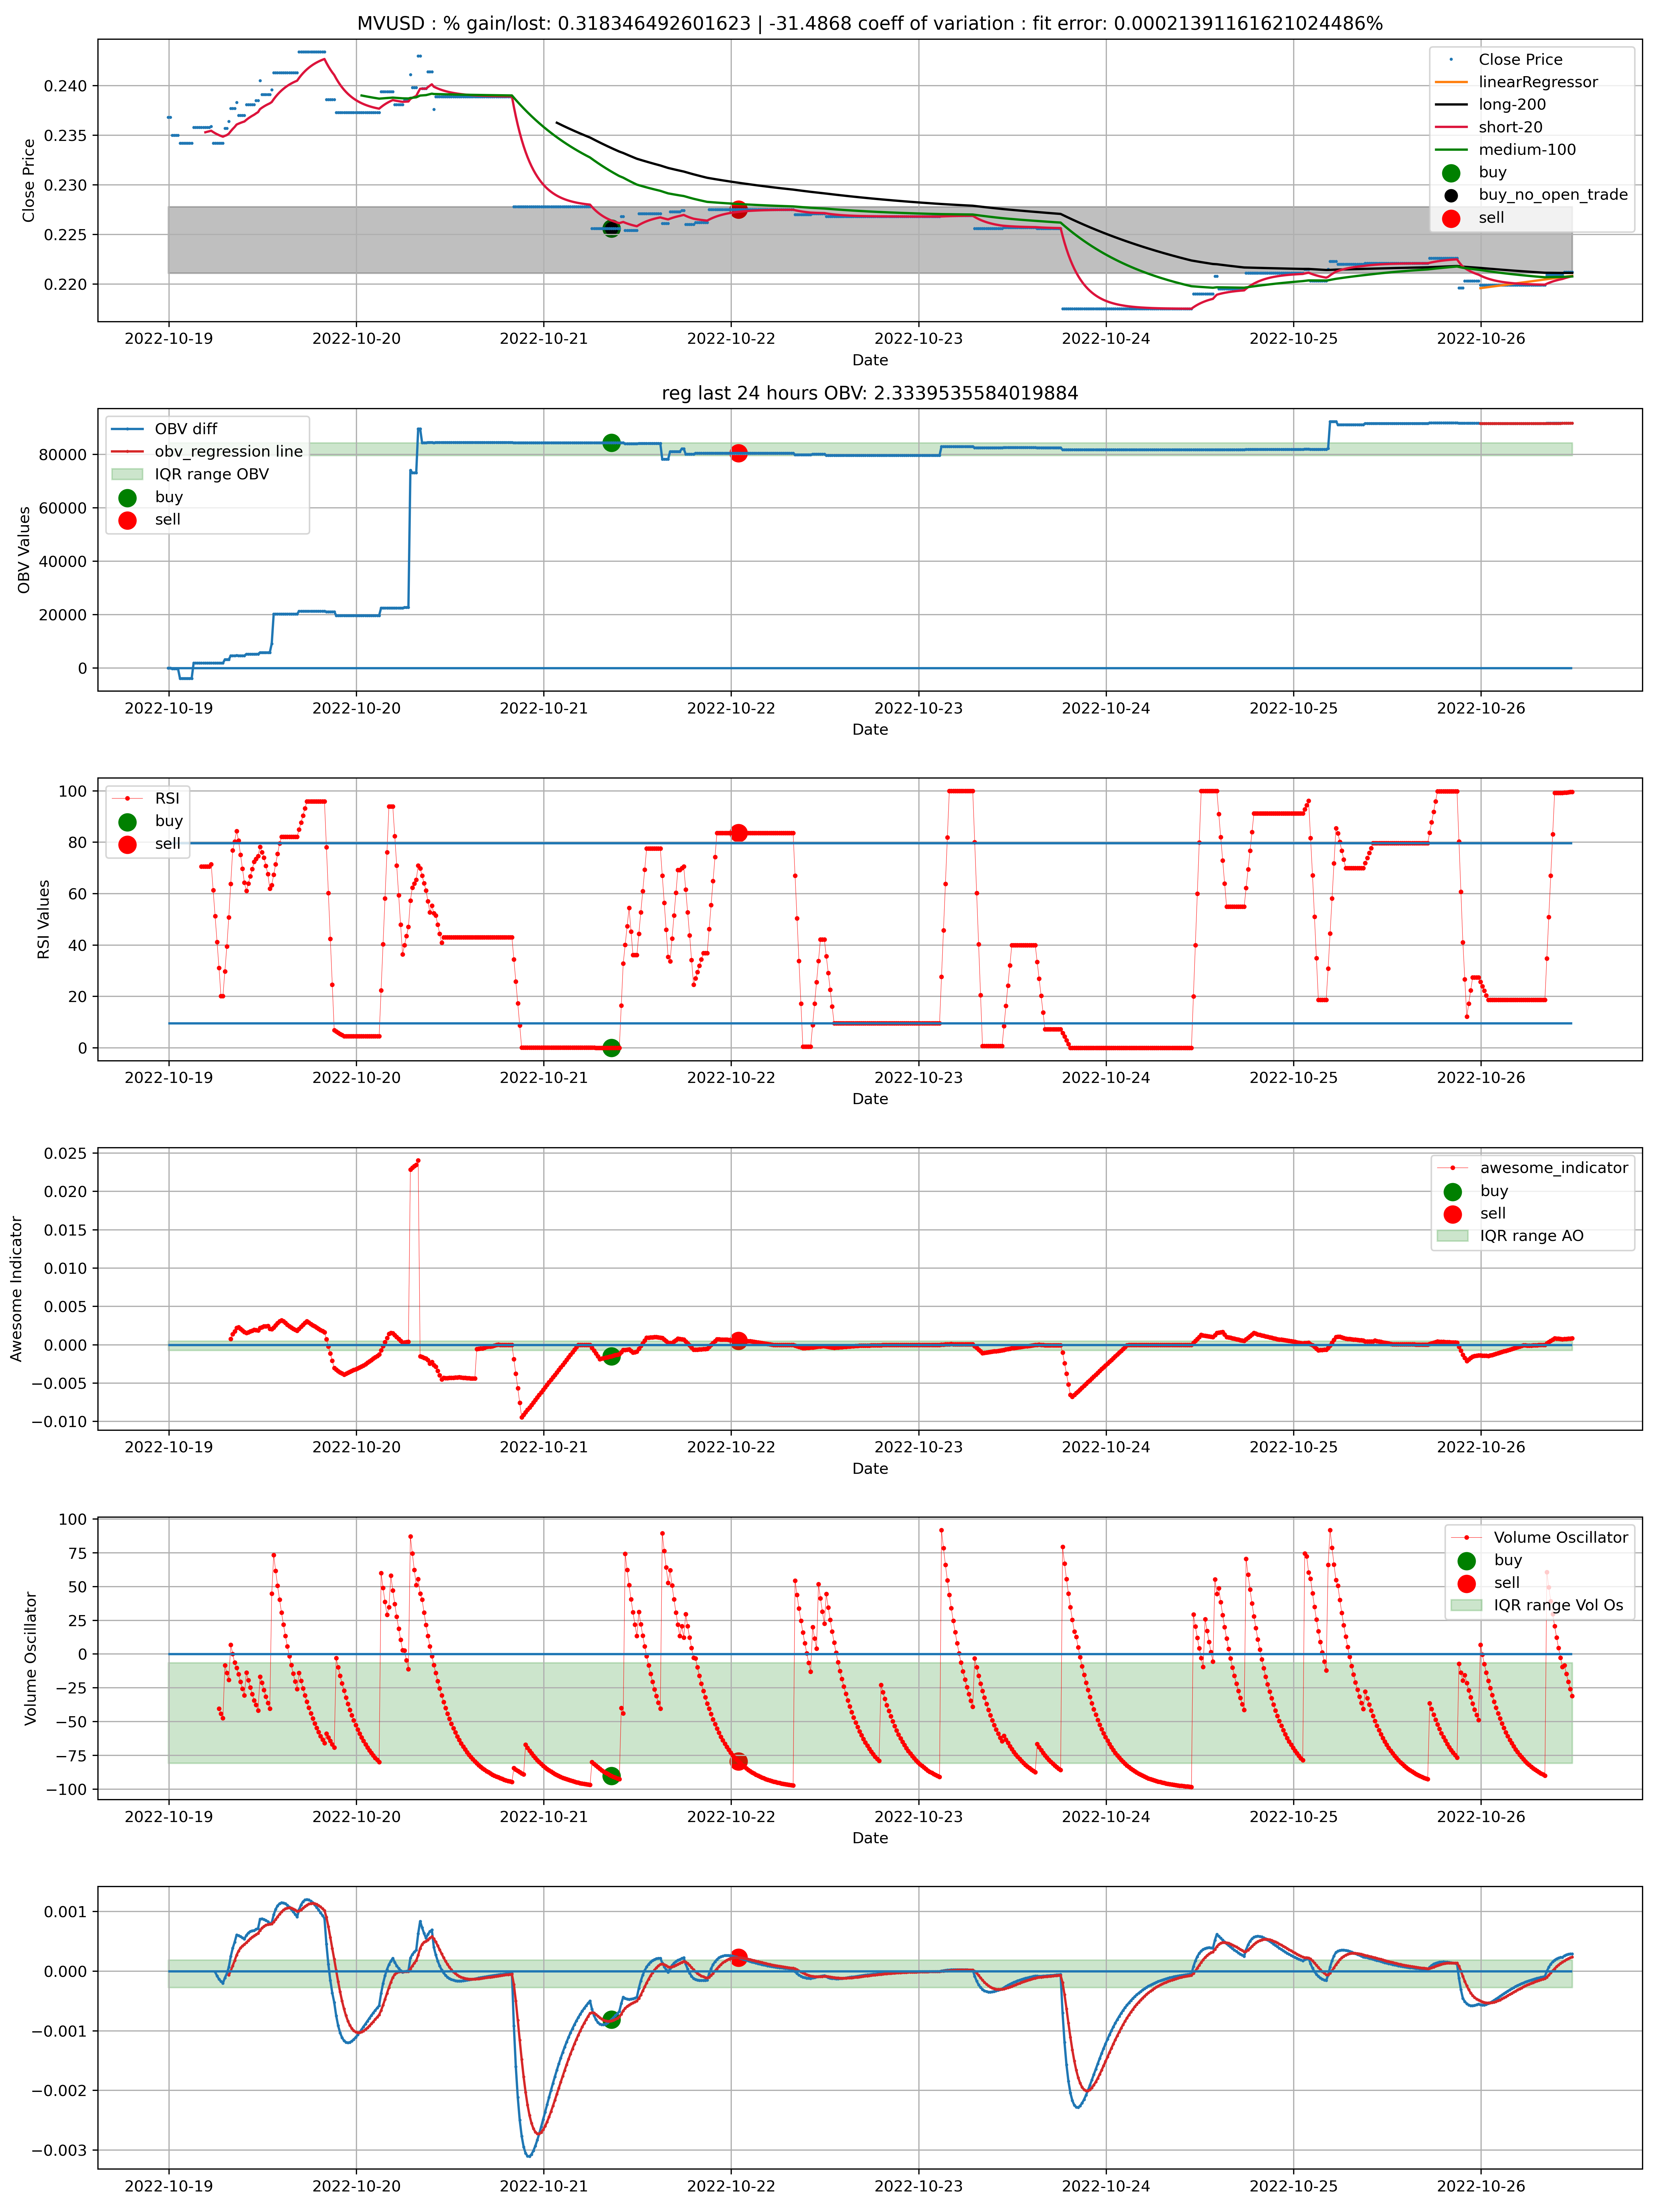 MVUSD : % gain/lost: 0.318346492601623 | -31.4868 coeff of variation : fit error: 0.00021391161621024486%
Close Price
0.240
0.235
0.230
0.225
0.220
Close Price
linearRegressor
long-200
short-20
medium-100
buy
buy_no_open_trade
sell
2022-10-19 2022-10-20 2022-10-21 2022-10-22 2022-10-23 2022-10-24 2022-10-25 2022-10-26
Date
reg last 24 hours OBV: 2.3339535584019884
OBV Values
80000
60000
40000
20000
0
OBV diff
obv_regression line
IQR range OBV
buy
sell
2022-10-19 2022-10-20 2022-10-21 2022-10-22 2022-10-23 2022-10-24 2022-10-25 2022-10-26
Date
RSI Values
100
80
60
40
20
0
RSI
buy
sell
2022-10-19 2022-10-20 2022-10-21 2022-10-22 2022-10-23 2022-10-24 2022-10-25 2022-10-26
Date
Awesome Indicator
0.025
0.020
0.015
0.010
0.005
0.000
−0.005
−0.010
awesome_indicator
buy
sell
IQR range AO
2022-10-19 2022-10-20 2022-10-21 2022-10-22 2022-10-23 2022-10-24 2022-10-25 2022-10-26
Date
Volume Oscillator
100
75
50
25
0
−25
−50
−75
−100
Volume Oscillator
buy
sell
IQR range Vol Os
2022-10-19 2022-10-20 2022-10-21 2022-10-22 2022-10-23 2022-10-24 2022-10-25 2022-10-26
Date
0.001
0.000
−0.001
−0.002
−0.003
2022-10-19 2022-10-20 2022-10-21 2022-10-22 2022-10-23 2022-10-24 2022-10-25 2022-10-26